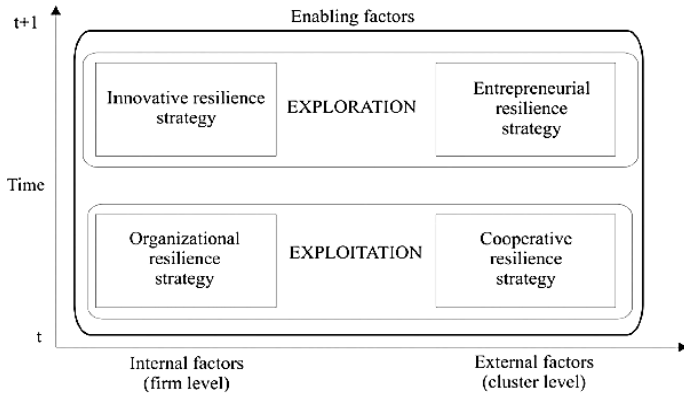 t+1
Enabling factors
Innovative resilience
strategy
EXPLORATION
Entrepreneurial
resilience
strategy
Time
Organizational
resilience
strategy
EXPLOITATION
Cooperative
resilience
strategy
t
Internal factors
(firm level)
External factors
(cluster level)